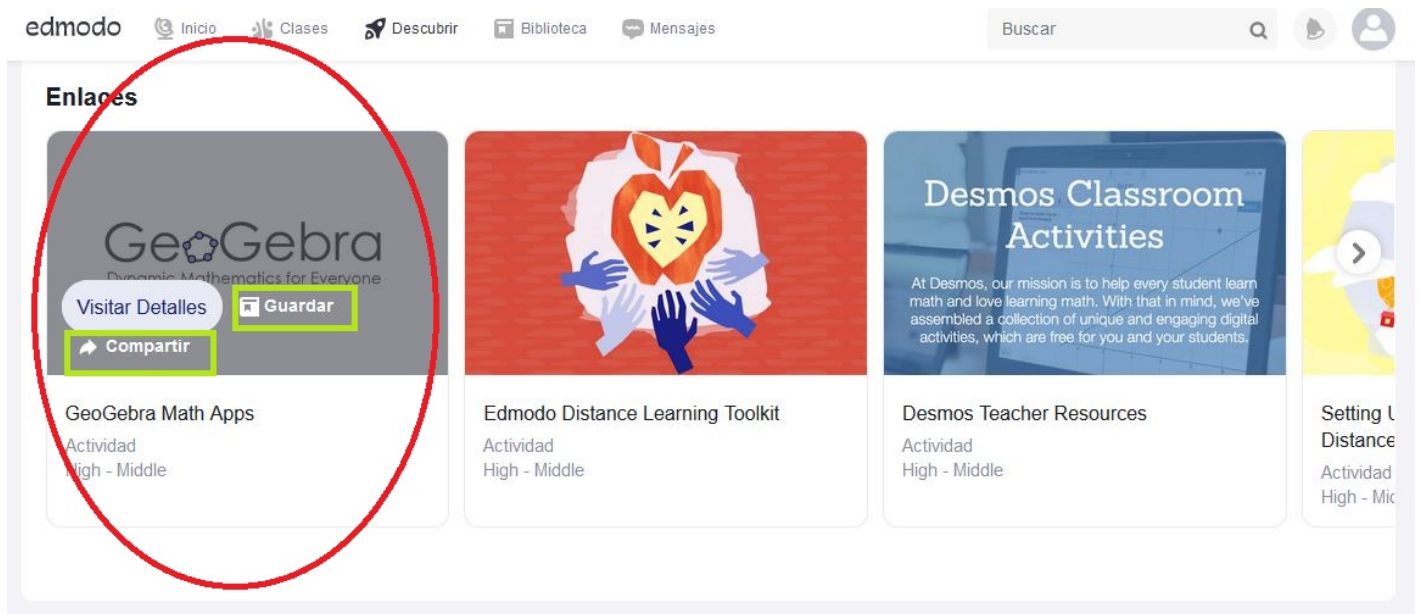 edmodo Inicio Clases Descubrir Biblioteca Mensajes Buscar
Enlaces
GeoGebra
Dynamic Mathematics for Everyone
Visitar Detalles Guardar
Compartir
GeoGebra Math Apps
Actividad
High - Middle
Edmodo Distance Learning Toolkit
Actividad
High - Middle
Desmos Classroom
Activities
At Desmos, our mission is to help every student learn
math and love learning math. With that in mind, we've
assembled a collection of unique and engaging digital
activities, which are free for you and your students.
Desmos Teacher Resources
Actividad
High - Middle
Setting
Distance
Actividad
High